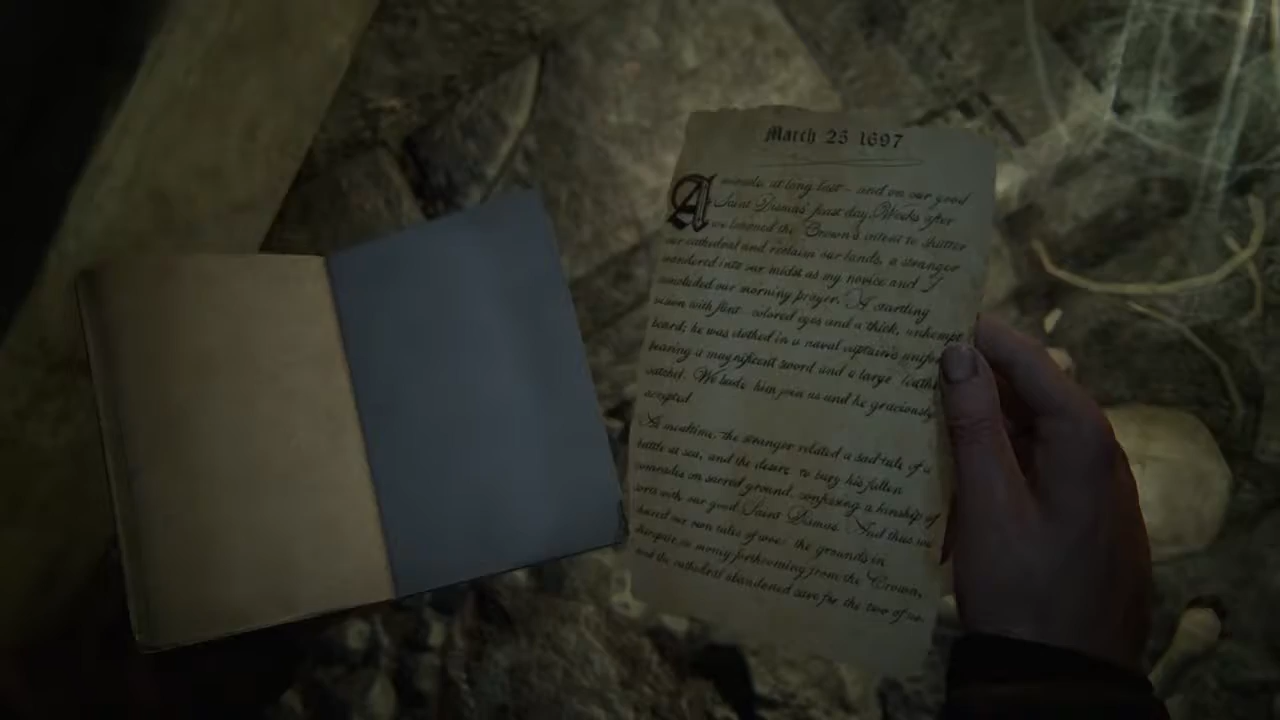 March 25 1697
A miracle, at long last – and on our good
Saint Dismas' feast day. Weeks after
we learned the Crown's intent to shutter
our cathedral and reclaim our lands, a stranger
wandered into our midst as my novice and I
concluded our morning prayer. A startling
vision with flint-colored eyes and a thick, unkempt
beard; he was clothed in a naval captain's uniform
bearing a magnificent sword and a large leather
satchel. We bade him join us and he graciously
accepted.
As mealtime, the stranger related a sad tale of a
battle at sea, and the desire to bury his fallen
comrades on sacred ground, confessing a kinship of
sorts with our good Saint Dismas. And thus we
shared our own tales of woe: the grounds in
disrepair, no money forthcoming from the Crown,
and the cathedral abandoned save for the two of us.